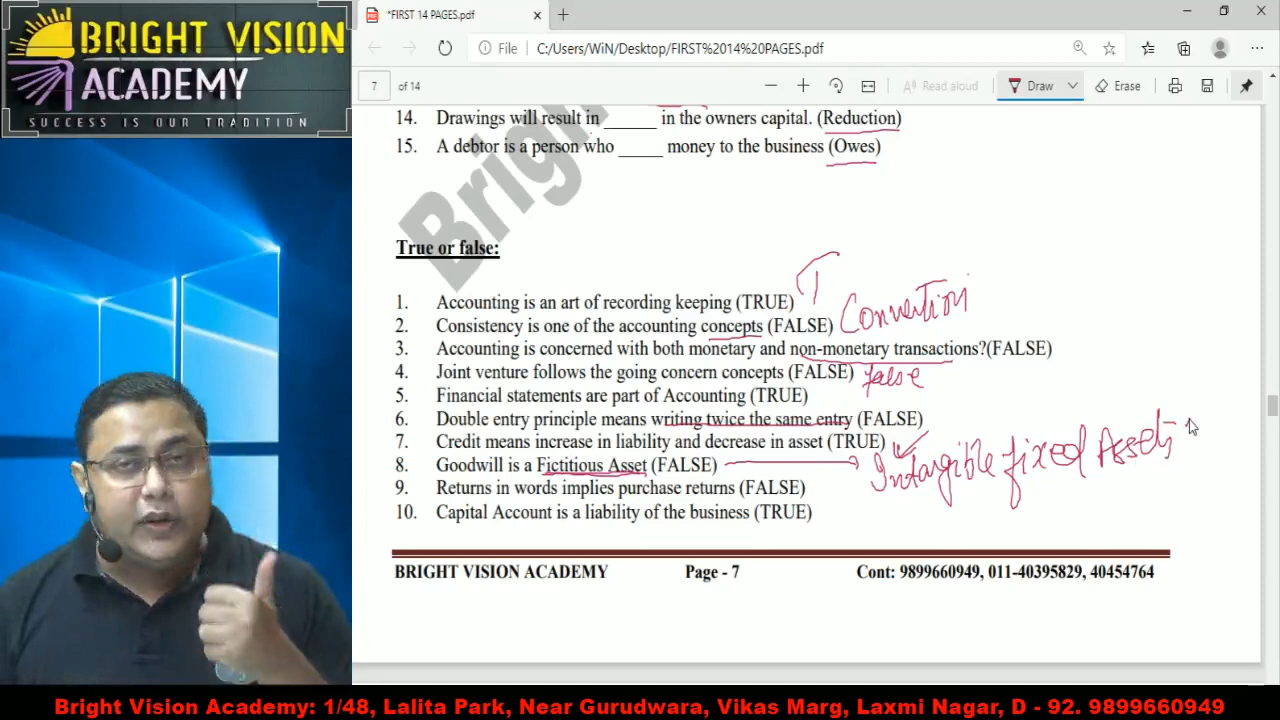 BRIGHT VISION
ACADEMY
SUCCESS IS OUR TRADITION
*FIRST 14 PAGES.pdf
File C:/Users/WiN/Desktop/FIRST%2014%20PAGES.pdf
7 of 14
Read aloud Draw Erase
14. Drawings will result in _____ in the owners capital. (Reduction)
15. A debtor is a person who _____ money to the business (Owes)
Brigh
True or false:
1. Accounting is an art of recording keeping (TRUE) T
2. Consistency is one of the accounting concepts (FALSE) Convention
3. Accounting is concerned with both monetary and non-monetary transactions?(FALSE)
4. Joint venture follows the going concern concepts (FALSE) false
5. Financial statements are part of Accounting (TRUE)
6. Double entry principle means writing twice the same entry (FALSE)
7. Credit means increase in liability and decrease in asset (TRUE)
8. Goodwill is a Fictitious Asset (FALSE) Intangible fixed Assets
9. Returns in words implies purchase returns (FALSE)
10. Capital Account is a liability of the business (TRUE)
BRIGHT VISION ACADEMY Page - 7 Cont: 9899660949, 011-40395829, 40454764
Bright Vision Academy: 1/48, Lalita Park, Near Gurudwara, Vikas Marg, Laxmi Nagar, D - 92. 9899660949